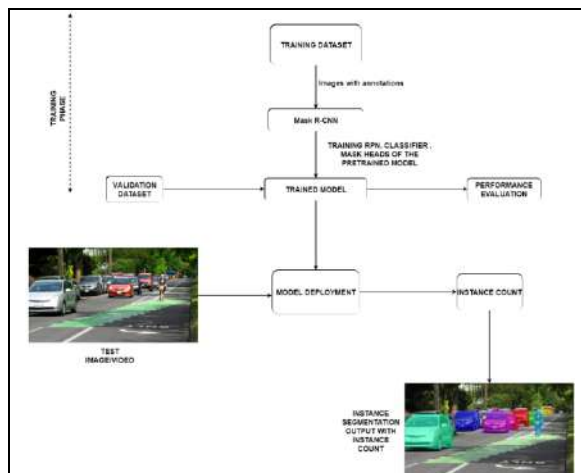 TRAINING DATASET
TRAINING
PHASE
Images with annotations
Mask R-CNN
TRAINING RPN, CLASSIFIER ,
MASK HEADS OF THE
PRETRAINED MODEL
VALIDATION
DATASET
TRAINED MODEL
PERFORMANCE
EVALUATION
MODEL DEPLOYMENT
INSTANCE COUNT
TEST
IMAGE/VIDEO
INSTANCE
SEGMENTATION
OUTPUT WITH
INSTANCE
COUNT